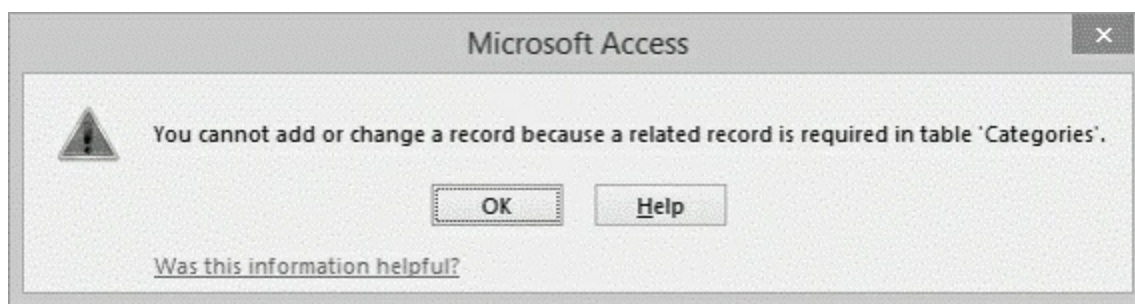 Microsoft Access
You cannot add or change a record because a related record is required in table 'Categories'.
OK
Help
Was this information helpful?